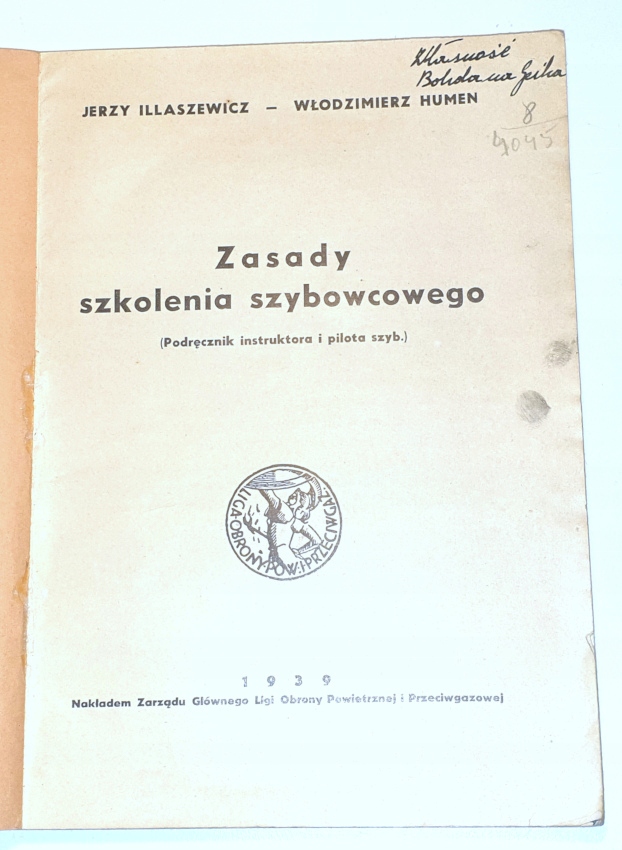 Własność
Bohdana
JERZY ILLASZEWICZ — WŁODZIMIERZ HUMEN
8
4045
Zasady
szkolenia szybowcowego
(Podręcznik instruktora i pilota szyb.)
LIGA·OBRONY·POW·I·PRZECIWGAZ.
1939
Nakładem Zarządu Głównego Ligi Obrony Powietrznej i Przeciwgazowej